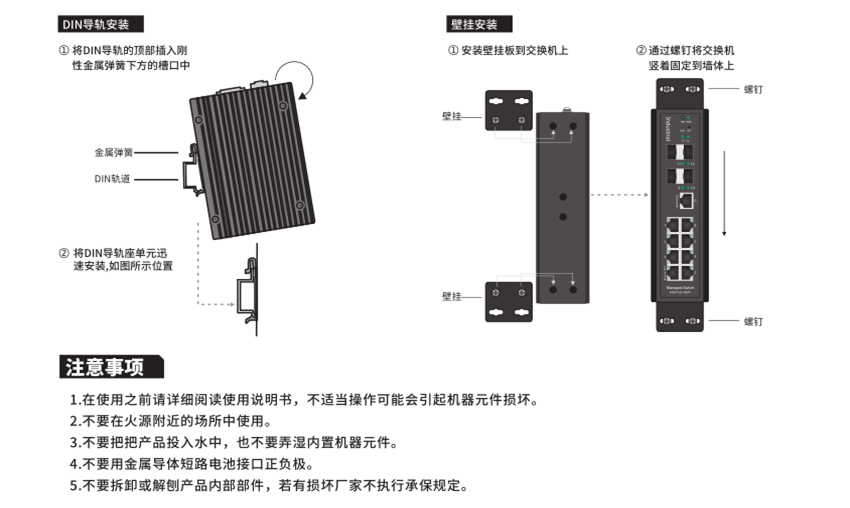 DIN导轨安装
① 将DIN导轨的顶部插入刚
性金属弹簧下方的槽口中
金属弹簧
DIN轨道
② 将DIN导轨座单元迅
速安装,如图所示位置
壁挂安装
① 安装壁挂板到交换机上
② 通过螺钉将交换机
竖着固定到墙体上
壁挂
壁挂
螺钉
Industrial
Managed Switch
螺钉
注意事项
1.在使用之前请详细阅读使用说明书，不适当操作可能会引起机器元件损坏。
2.不要在火源附近的场所中使用。
3.不要把把产品投入水中，也不要弄湿内置机器元件。
4.不要用金属导体短路电池接口正负极。
5.不要拆卸或解刨产品内部部件，若有损坏厂家不执行承保规定。